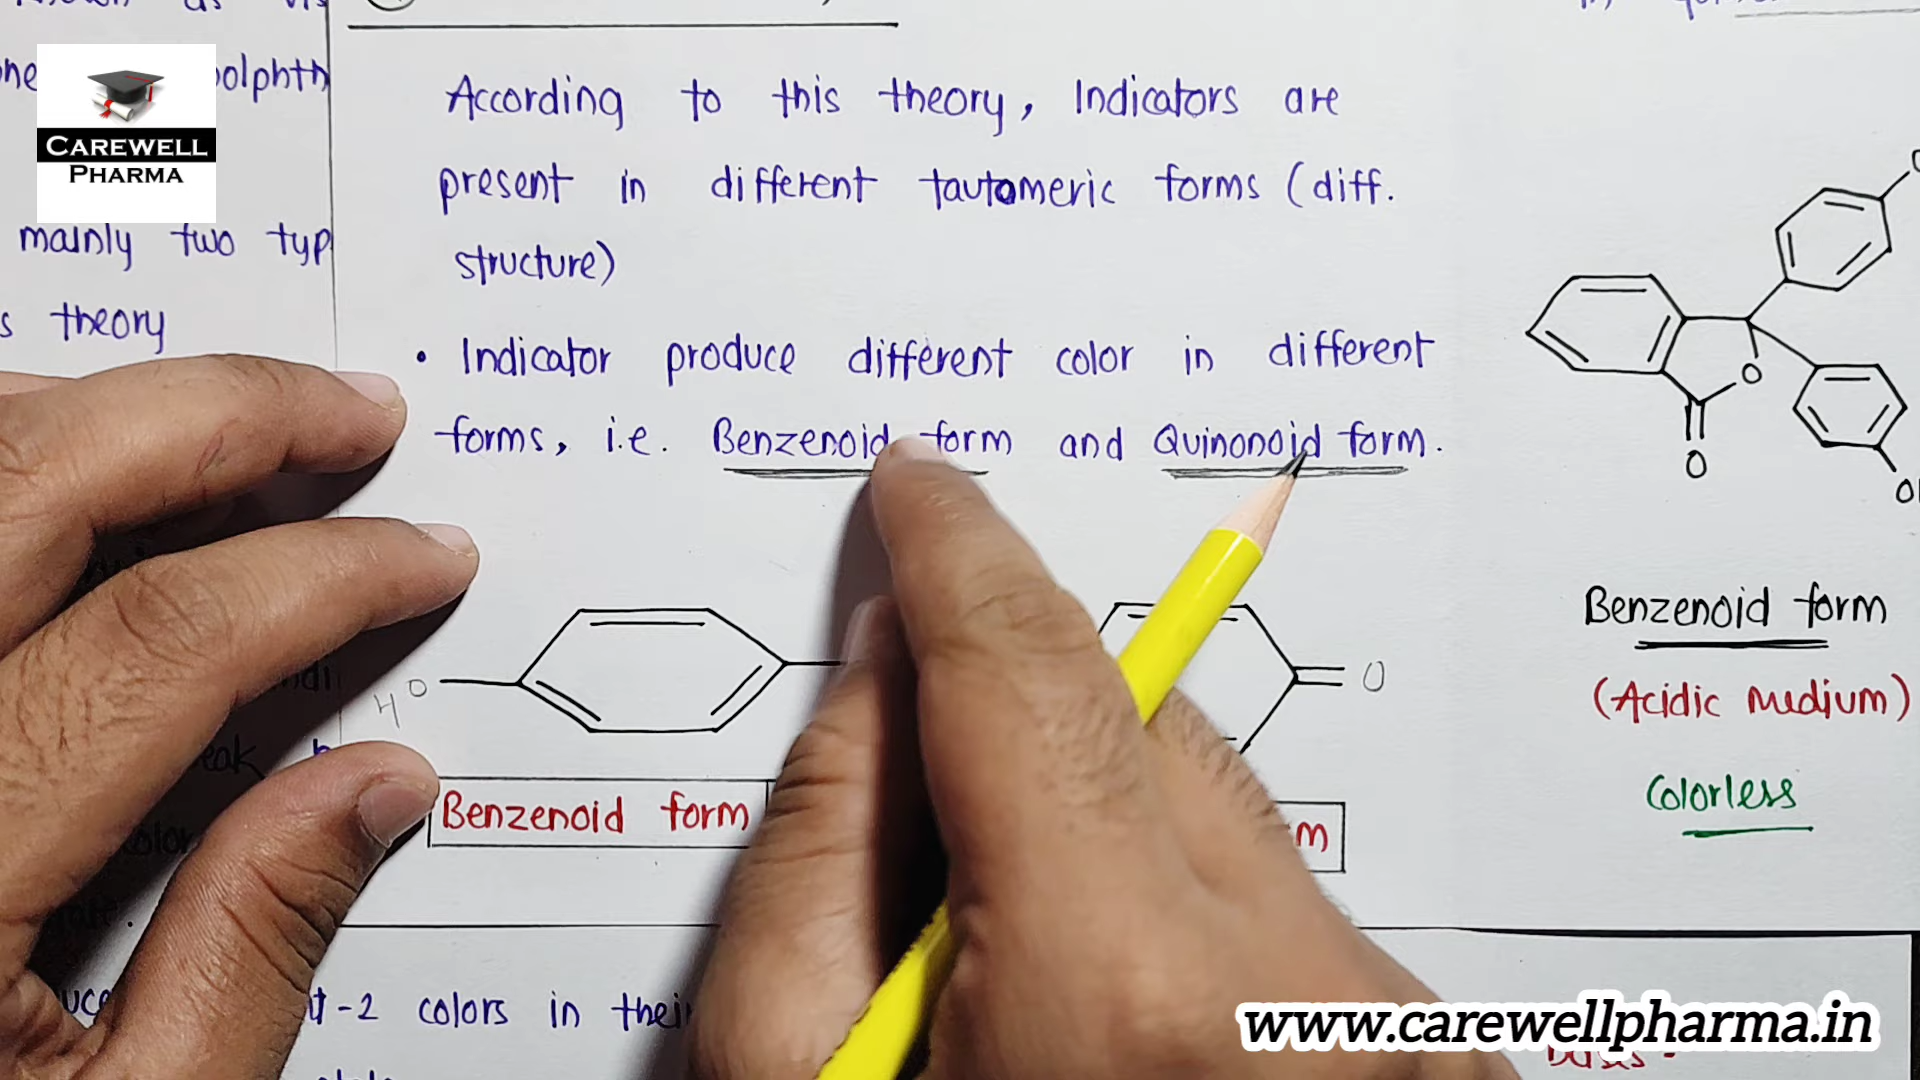 CAREWELL
PHARMA
mainly two typ
theory
According to this theory, Indicators are
present in different tautomeric forms (diff.
structure)
• Indicator produce different color in different
forms, i.e. Benzenoid form and Quinonoid form.
HO
O
Benzenoid form
-2 colors in their
O
O
Benzenoid form
(Acidic medium)
Colorless
www.carewellpharma.in